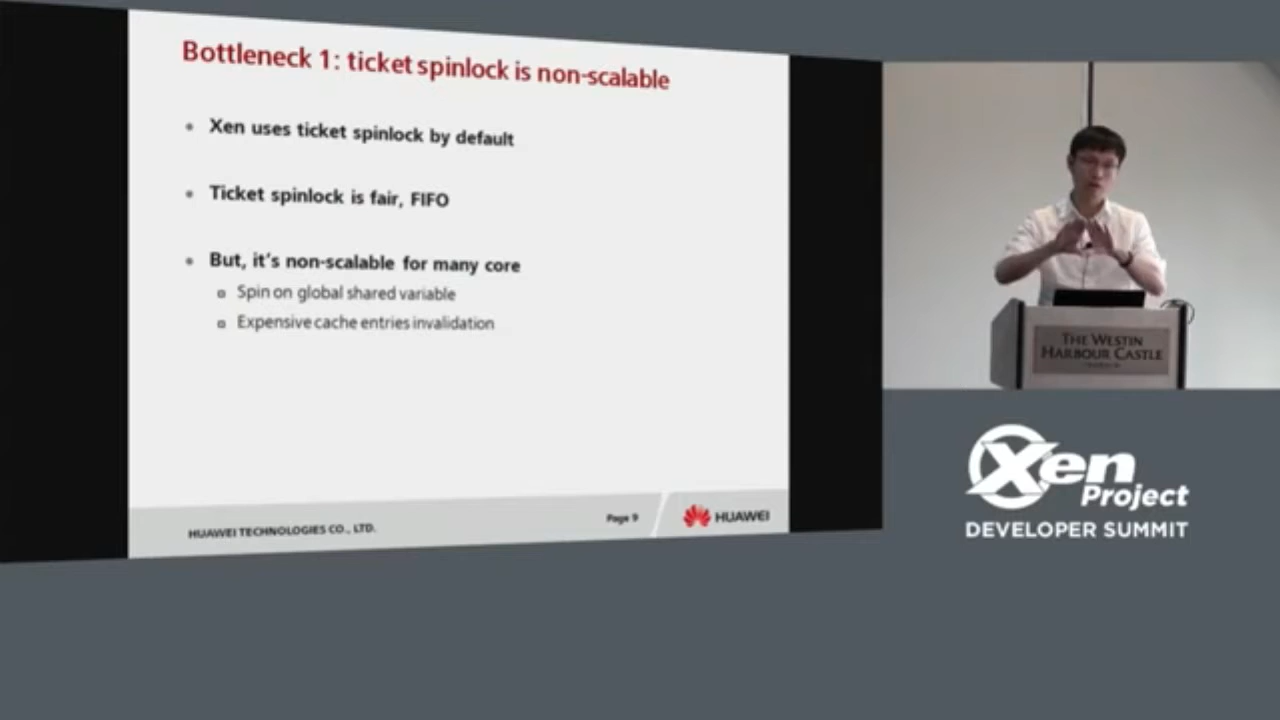 Bottleneck 1: ticket spinlock is non-scalable
• Xen uses ticket spinlock by default
• Ticket spinlock is fair, FIFO
• But, it's non-scalable for many core
Spin on global shared variable
Expensive cache entries invalidation
HUAWEI TECHNOLOGIES CO., LTD.
Page 9
HUAWEI
THE WESTIN
HARBOUR CASTLE
Xen
Project
DEVELOPER SUMMIT